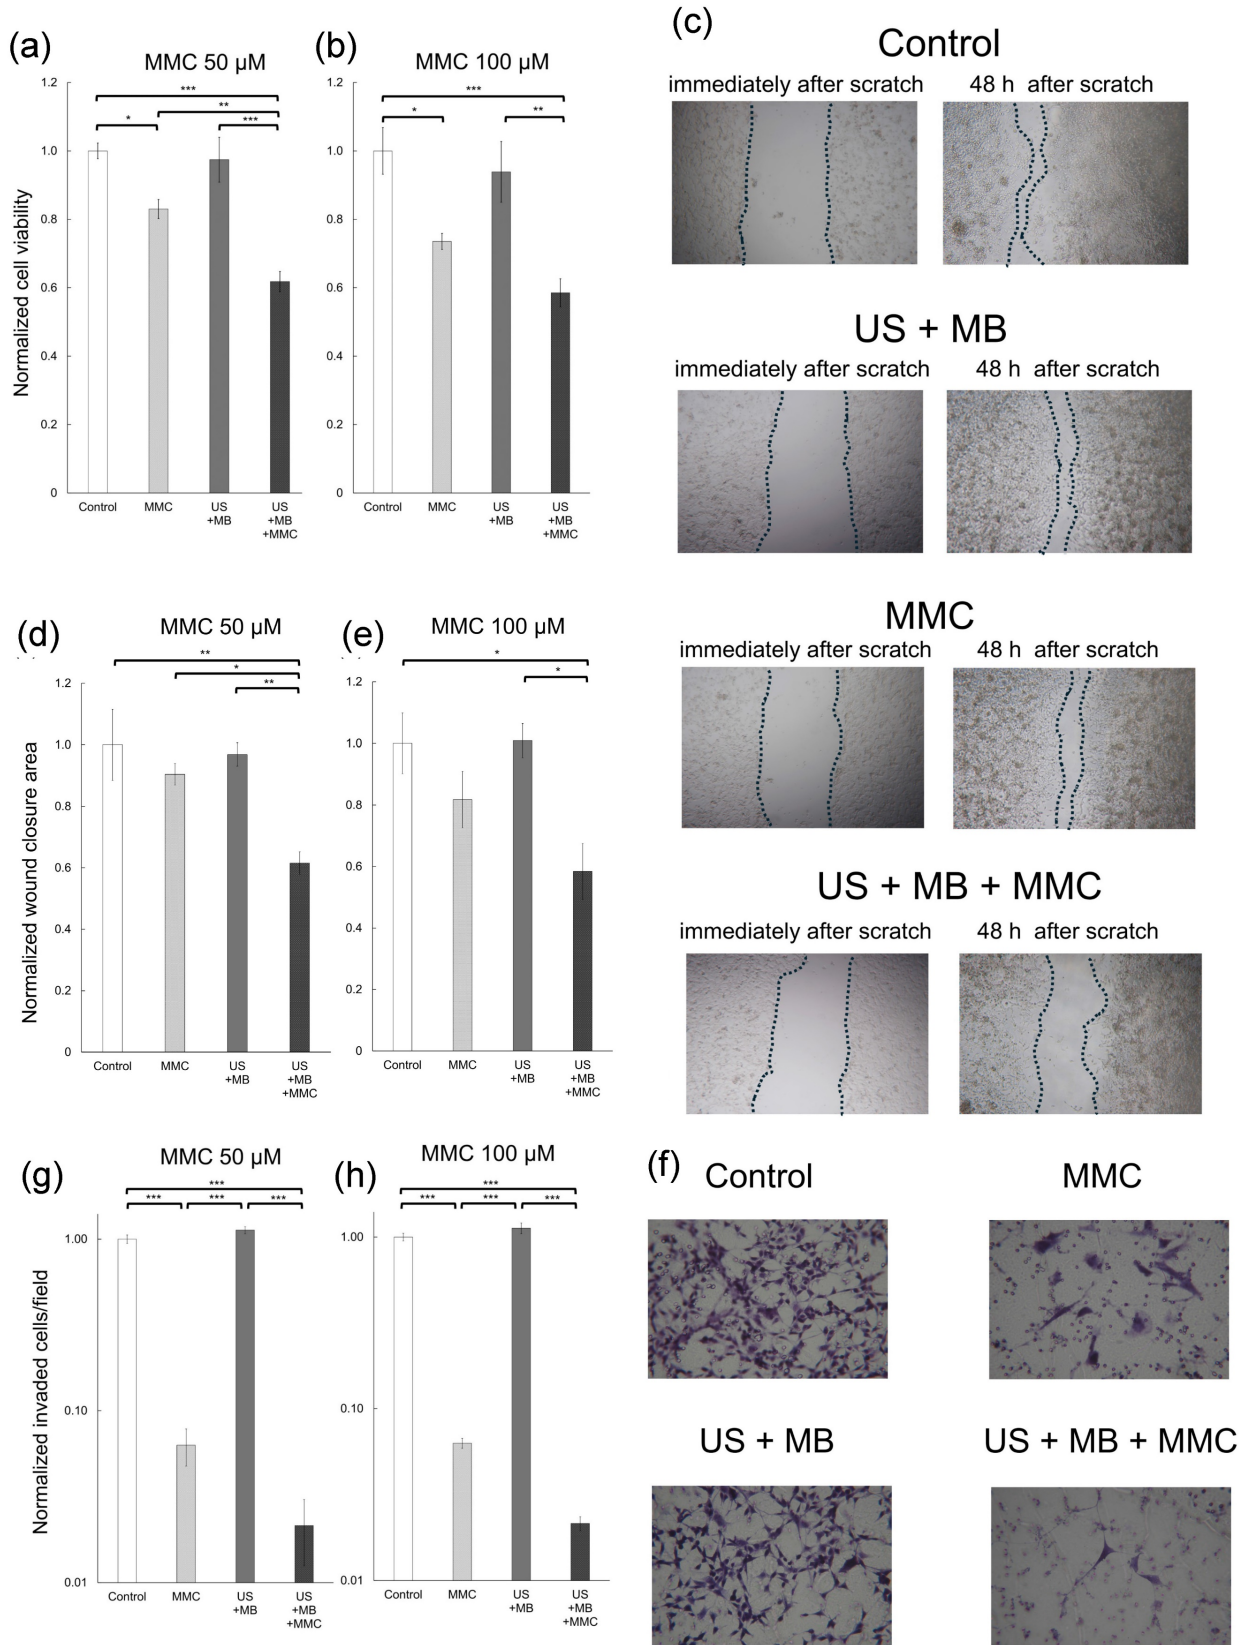 (a)
MMC 50 µM
***
**
*
***
1.2
1.0
0.8
0.6
0.4
0.2
0
Normalized cell viability
Control
MMC
US
+MB
US
+MB
+MMC
(b)
MMC 100 µM
***
*
**
1.2
1.0
0.8
0.6
0.4
0.2
0
Control
MMC
US
+MB
US
+MB
+MMC
(c)
Control
immediately after scratch
48 h after scratch
US + MB
immediately after scratch
48 h after scratch
MMC
immediately after scratch
48 h after scratch
US + MB + MMC
immediately after scratch
48 h after scratch
(d)
MMC 50 µM
**
*
**
1.2
1.0
0.8
0.6
0.4
0.2
0
Normalized wound closure area
Control
MMC
US
+MB
US
+MB
+MMC
(e)
MMC 100 µM
*
*
1.2
1.0
0.8
0.6
0.4
0.2
0
Control
MMC
US
+MB
US
+MB
+MMC
(g)
MMC 50 µM
***
*** *** ***
1.00
0.10
0.01
Normalized invaded cells/field
Control
MMC
US
+MB
US
+MB
+MMC
(h)
MMC 100 µM
***
*** *** ***
1.00
0.10
0.01
Control
MMC
US
+MB
US
+MB
+MMC
(f)
Control
MMC
US + MB
US + MB + MMC